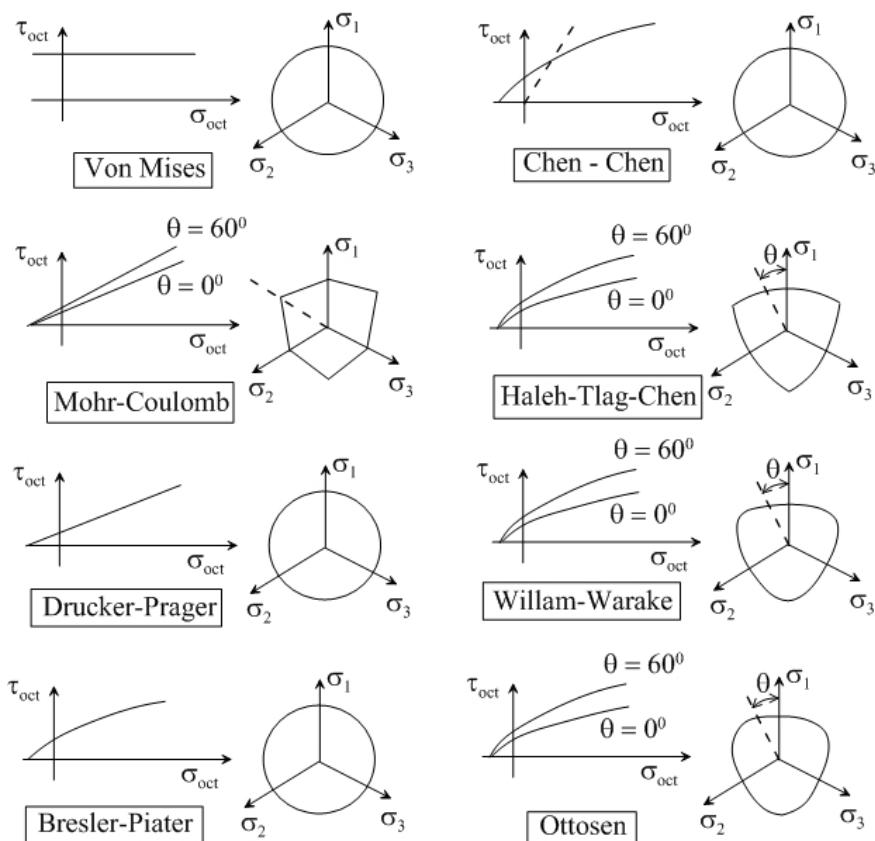 τoct
σoct
σ1
σ2
σ3
Von Mises
τoct
σoct
σ1
σ2
σ3
Chen - Chen
τoct
θ = 60⁰
θ = 0⁰
σoct
σ1
σ2
σ3
Mohr-Coulomb
τoct
θ = 60⁰
θ = 0⁰
σoct
θ
σ1
σ2
σ3
Haleh-Tlag-Chen
τoct
σoct
σ1
σ2
σ3
Drucker-Prager
τoct
θ = 60⁰
θ = 0⁰
σoct
θ
σ1
σ2
σ3
Willam-Warake
τoct
σoct
σ1
σ2
σ3
Bresler-Piater
τoct
θ = 60⁰
θ = 0⁰
σoct
θ
σ1
σ2
σ3
Ottosen